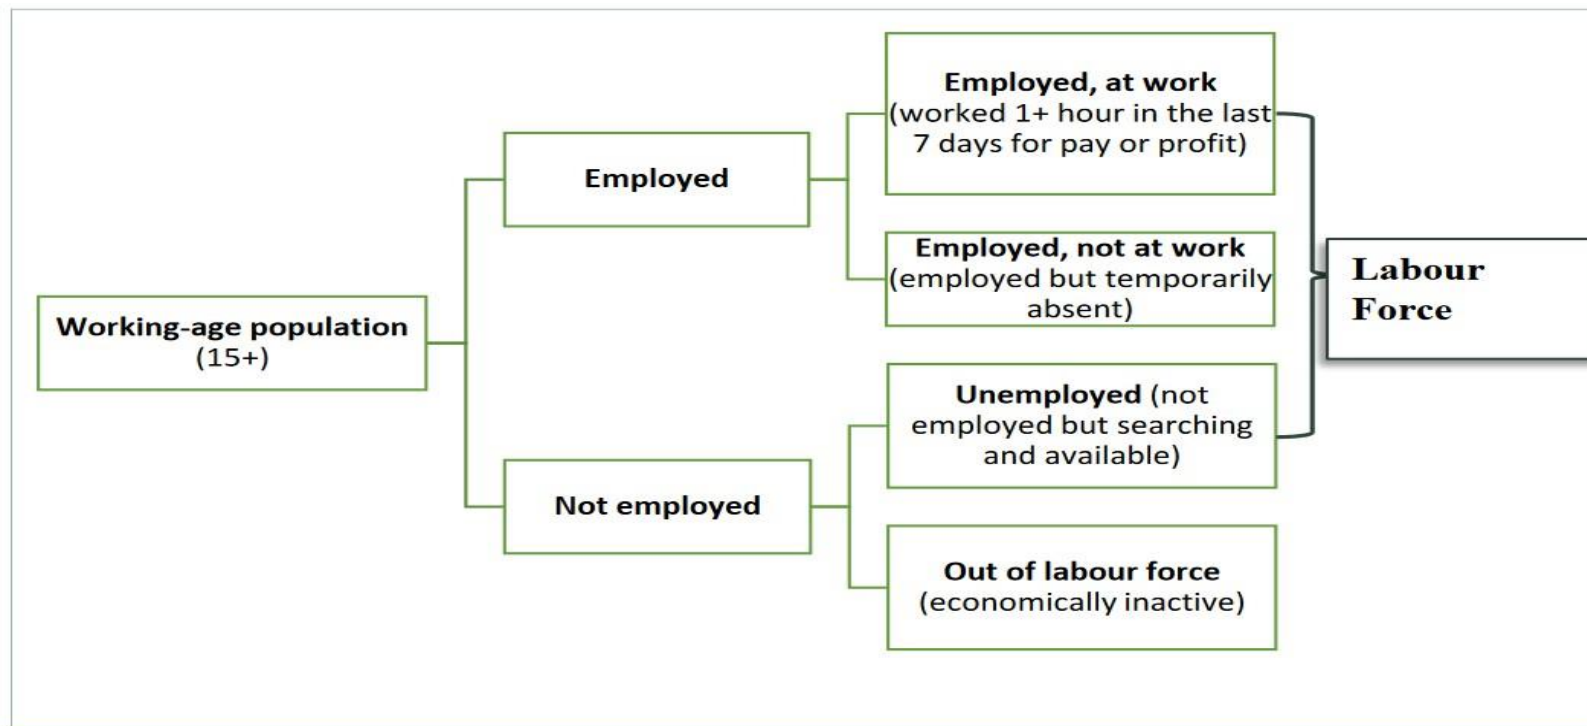 Employed, at work
(worked 1+ hour in the last
7 days for pay or profit)
Employed
Employed, not at work
(employed but temporarily
absent)
Labour
Force
Working-age population
(15+)
Unemployed (not
employed but searching
and available)
Not employed
Out of labour force
(economically inactive)